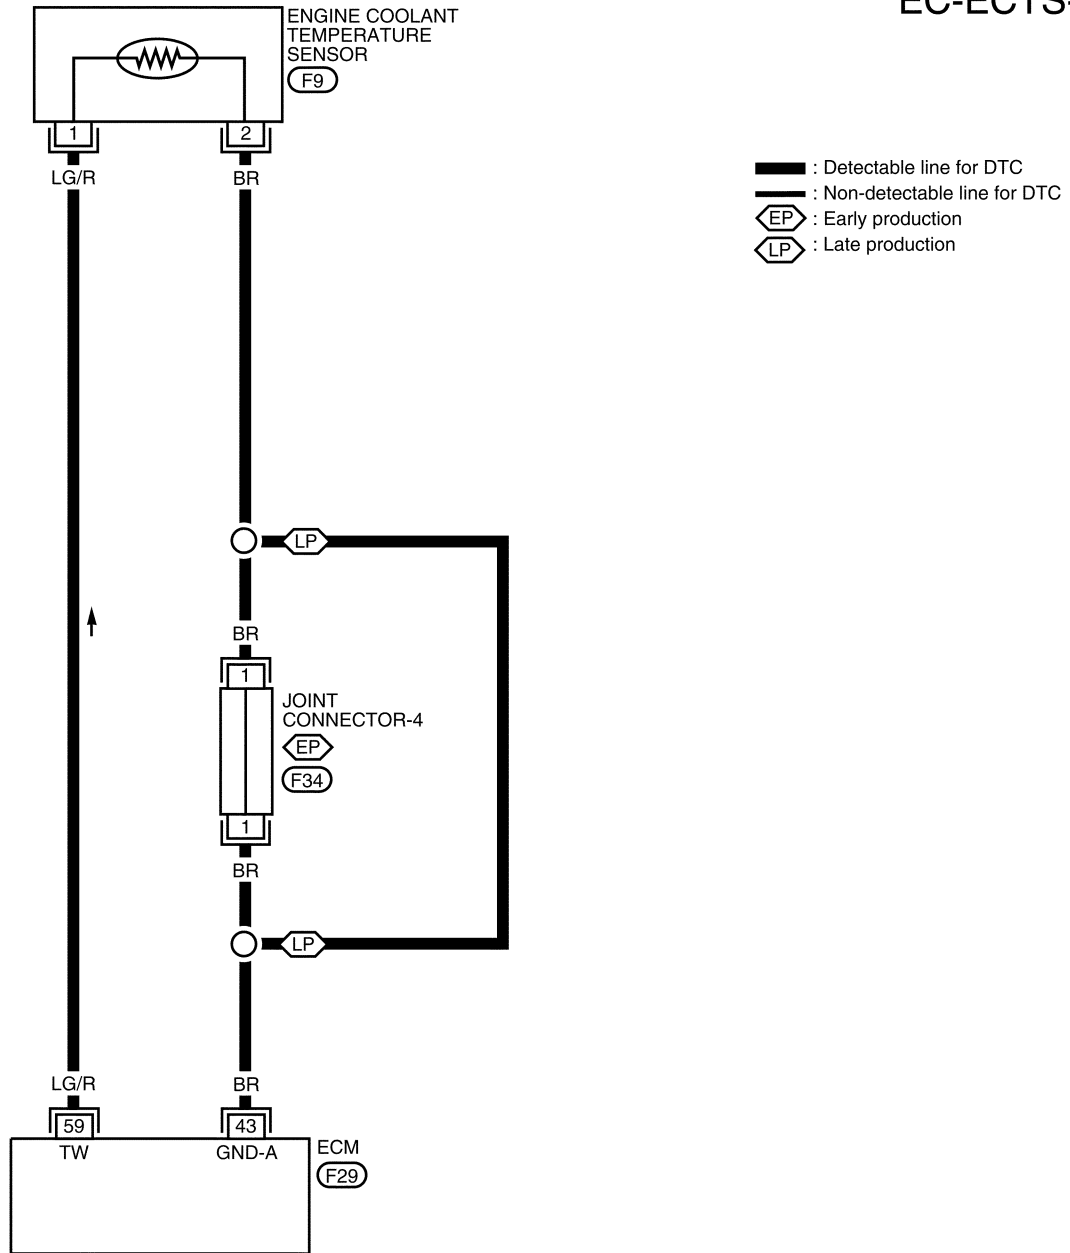 EC-ECTS-
ENGINE COOLANT
TEMPERATURE
SENSOR
F9
1
2
LG/R
BR
: Detectable line for DTC
: Non-detectable line for DTC
EP : Early production
LP : Late production
LP
BR
1
JOINT
CONNECTOR-4
EP
F34
1
BR
LP
LG/R
BR
59
43
TW
GND-A
ECM
F29